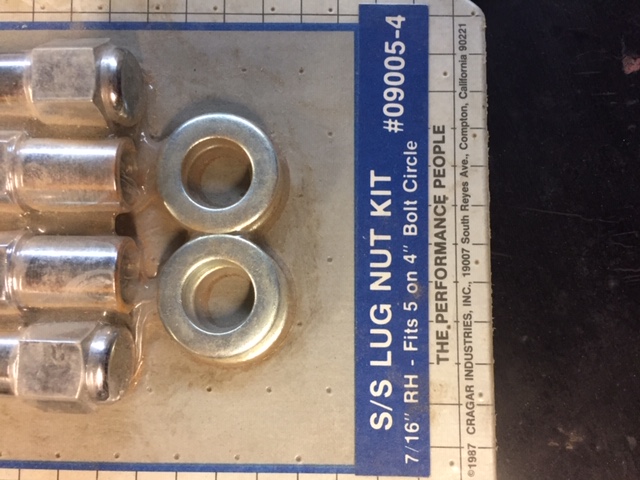 S/S LUG NUT KIT #09005-4
7/16" RH - Fits 5 on 4" Bolt Circle
THE PERFORMANCE PEOPLE
©1987 CRAGAR INDUSTRIES, INC., 19007 South Reyes Ave., Compton, California 90221